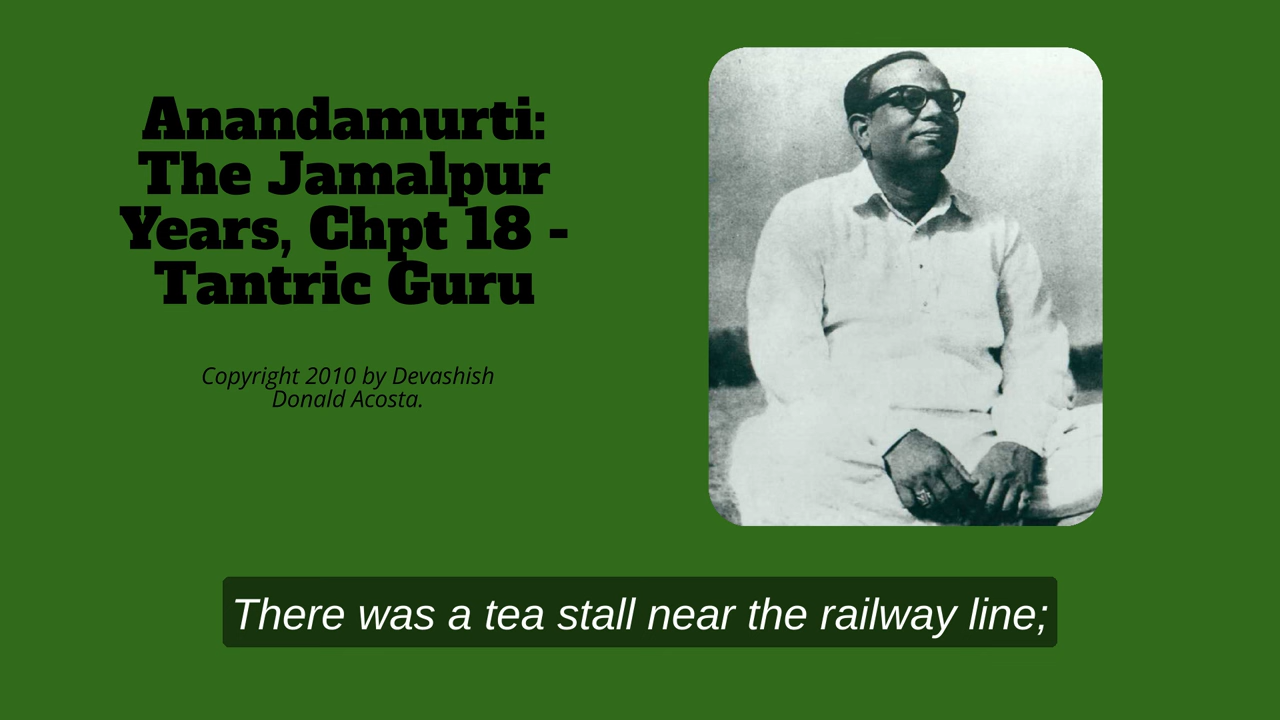 Anandamurti:
The Jamalpur
Years, Chpt 18 -
Tantric Guru
Copyright 2010 by Devashish
Donald Acosta.
There was a tea stall near the railway line;